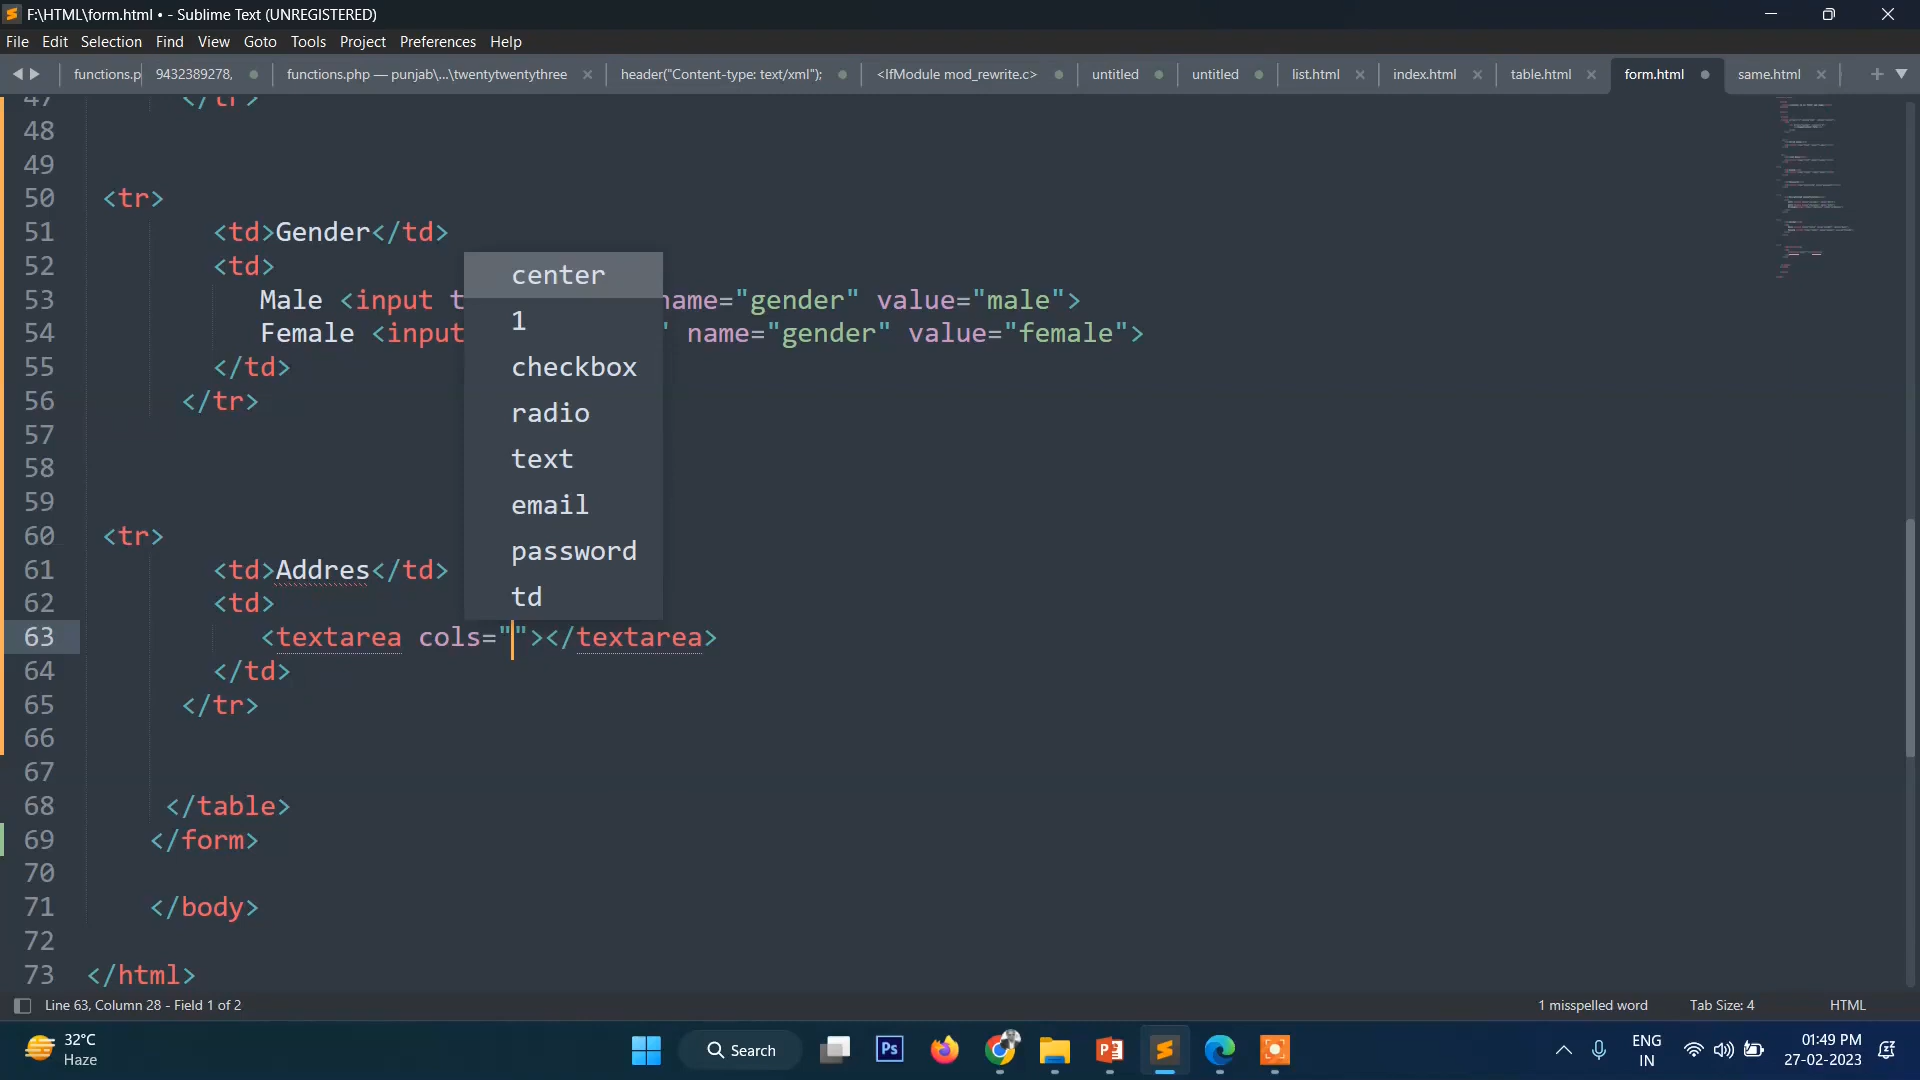 F:\HTML\form.html • - Sublime Text (UNREGISTERED)
File Edit Selection Find View Goto Tools Project Preferences Help
functions.p 9432389278, functions.php — punjab\...\twentytwentythree header("Content-type: text/xml"); <IfModule mod_rewrite.c> untitled untitled list.html index.html table.html form.html same.html
47 </tr>
48
49
50 <tr>
51 <td>Gender</td>
52 <td>
center
53 Male <input t name="gender" value="male">
1
54 Female <input " name="gender" value="female">
55 </td>
checkbox
56 </tr>
radio
57
58
text
59
email
60 <tr>
password
61 <td>Addres</td>
62 <td>
td
63 <textarea cols=""></textarea>
64 </td>
65 </tr>
66
67
68 </table>
69 </form>
70
71 </body>
72
73 </html>
Line 63, Column 28 - Field 1 of 2 1 misspelled word Tab Size: 4 HTML
32°C
Haze
Search
Ps
ENG
IN
01:49 PM
27-02-2023